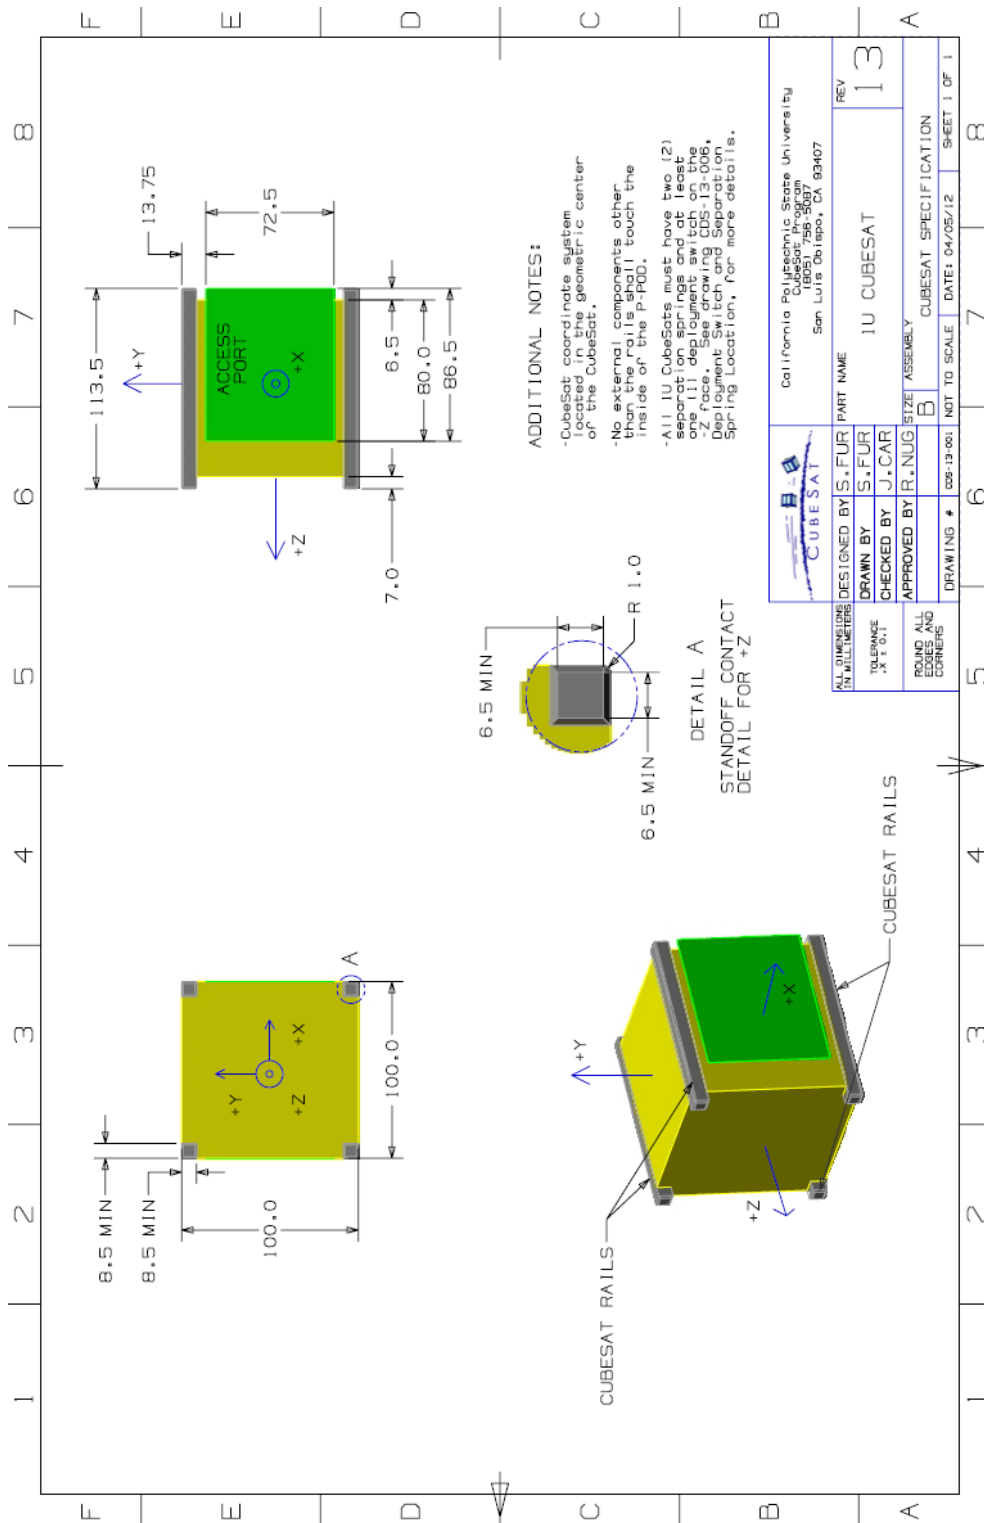 F
E
D
C
B
A
8
7
6
5
4
3
2
1
8
7
6
5
4
3
2
1
F
E
D
C
B
A
8.5 MIN
8.5 MIN
100.0
100.0
+Y
+X
+Z
A
113.5
+Y
13.75
72.5
ACCESS
PORT
+X
+Z
7.0
6.5
80.0
86.5
6.5 MIN
6.5 MIN
R 1.0
DETAIL A
STANDOFF CONTACT
DETAIL FOR +Z
ADDITIONAL NOTES:
-CubeSat coordinate system
located in the geometric center
of the CubeSat.
-No external components other
than the rails shall touch the
inside of the P-POD.
-All 1U CubeSats must have two (2)
separation springs and at least
one (1) deployment switch on the
-Z face. See drawing CDS-13-006,
Deployment Switch and Separation
Spring Location, for more details.
CUBESAT RAILS
CUBESAT RAILS
+Y
+X
+Z
ALL DIMENSIONS
IN MILLIMETERS
TOLERANCE
.X ± 0.1
ROUND ALL
EDGES AND
CORNERS
CUBESAT
California Polytechnic State University
CubeSat Program
(805) 756-5087
San Luis Obispo, CA 93407
DESIGNED BY S.FUR
DRAWN BY S.FUR
CHECKED BY J.CAR
APPROVED BY R.NUG
PART NAME
1U CUBESAT
REV
13
SIZE
B
ASSEMBLY
CUBESAT SPECIFICATION
DRAWING # CDS-13-001
NOT TO SCALE
DATE: 04/05/12
SHEET 1 OF 1